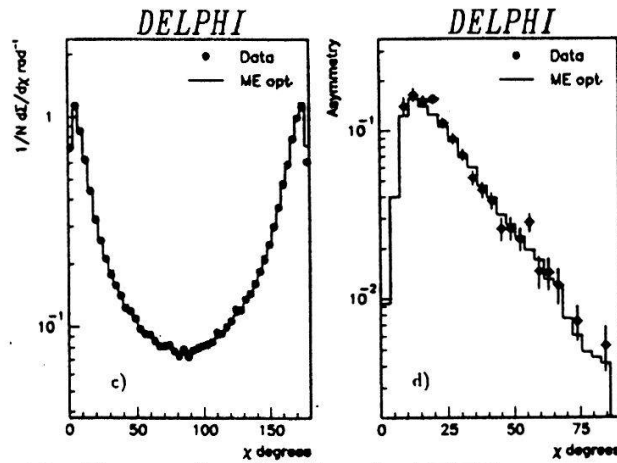 DELPHI
1/N dΣ/dχ rad⁻¹
● Data
— ME opt.
1
10⁻¹
c)
0 50 100 150
χ degrees
DELPHI
Asymmetry
◆ Data
— ME opt.
10⁻¹
10⁻²
d)
0 25 50 75
χ degrees